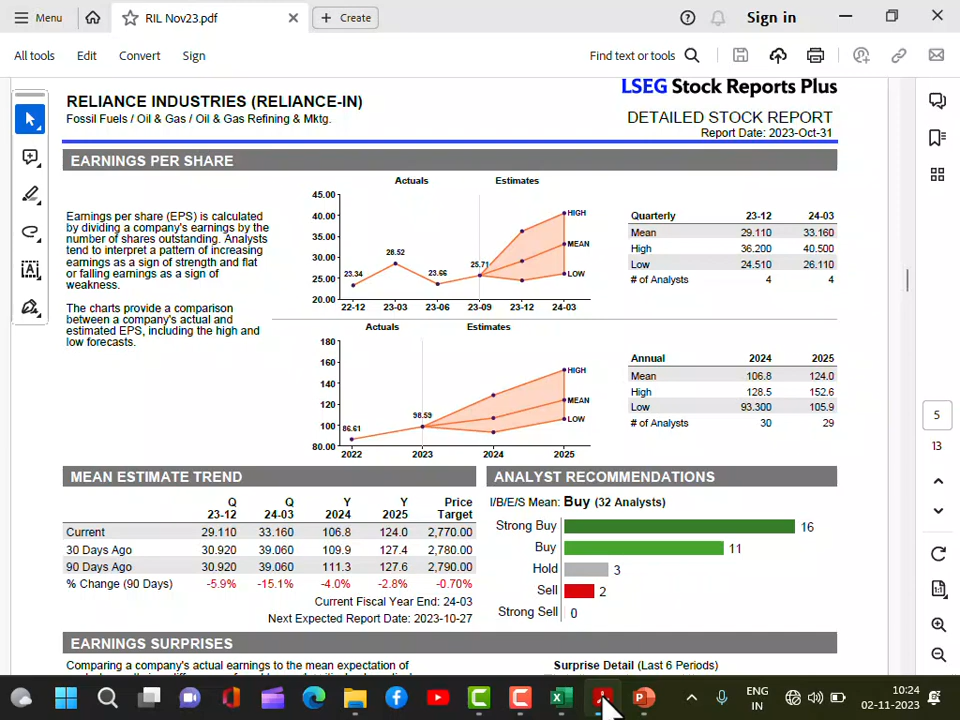 Menu
RIL Nov23.pdf
Create
Sign in
All tools
Edit
Convert
Sign
Find text or tools
LSEG Stock Reports Plus
RELIANCE INDUSTRIES (RELIANCE-IN)
Fossil Fuels / Oil & Gas / Oil & Gas Refining & Mktg.
DETAILED STOCK REPORT
Report Date: 2023-Oct-31
EARNINGS PER SHARE
Earnings per share (EPS) is calculated
by dividing a company's earnings by the
number of shares outstanding. Analysts
tend to interpret a pattern of increasing
earnings as a sign of strength and flat
or falling earnings as a sign of
weakness.
The charts provide a comparison
between a company's actual and
estimated EPS, including the high and
low forecasts.
Actuals Estimates
45.00
40.00
35.00
30.00
25.00
20.00
23.34
28.52
23.66
25.71
HIGH
MEAN
LOW
22-12 23-03 23-06 23-09 23-12 24-03
Quarterly 23-12 24-03
Mean 29.110 33.160
High 36.200 40.500
Low 24.510 26.110
# of Analysts 4 4
Actuals Estimates
180
160
140
120
100
80.00
86.61
98.59
HIGH
MEAN
LOW
2022 2023 2024 2025
Annual 2024 2025
Mean 106.8 124.0
High 128.5 152.6
Low 93.300 105.9
# of Analysts 30 29
MEAN ESTIMATE TREND
Q Q Y Y Price
23-12 24-03 2024 2025 Target
Current 29.110 33.160 106.8 124.0 2,770.00
30 Days Ago 30.920 39.060 109.9 127.4 2,780.00
90 Days Ago 30.920 39.060 111.3 127.6 2,790.00
% Change (90 Days) -5.9% -15.1% -4.0% -2.8% -0.70%
Current Fiscal Year End: 24-03
Next Expected Report Date: 2023-10-27
ANALYST RECOMMENDATIONS
I/B/E/S Mean: Buy (32 Analysts)
Strong Buy 16
Buy 11
Hold 3
Sell 2
Strong Sell 0
EARNINGS SURPRISES
Comparing a company's actual earnings to the mean expectation of
Surprise Detail (Last 6 Periods)
5
13
1:1
ENG
IN
10:24
02-11-2023